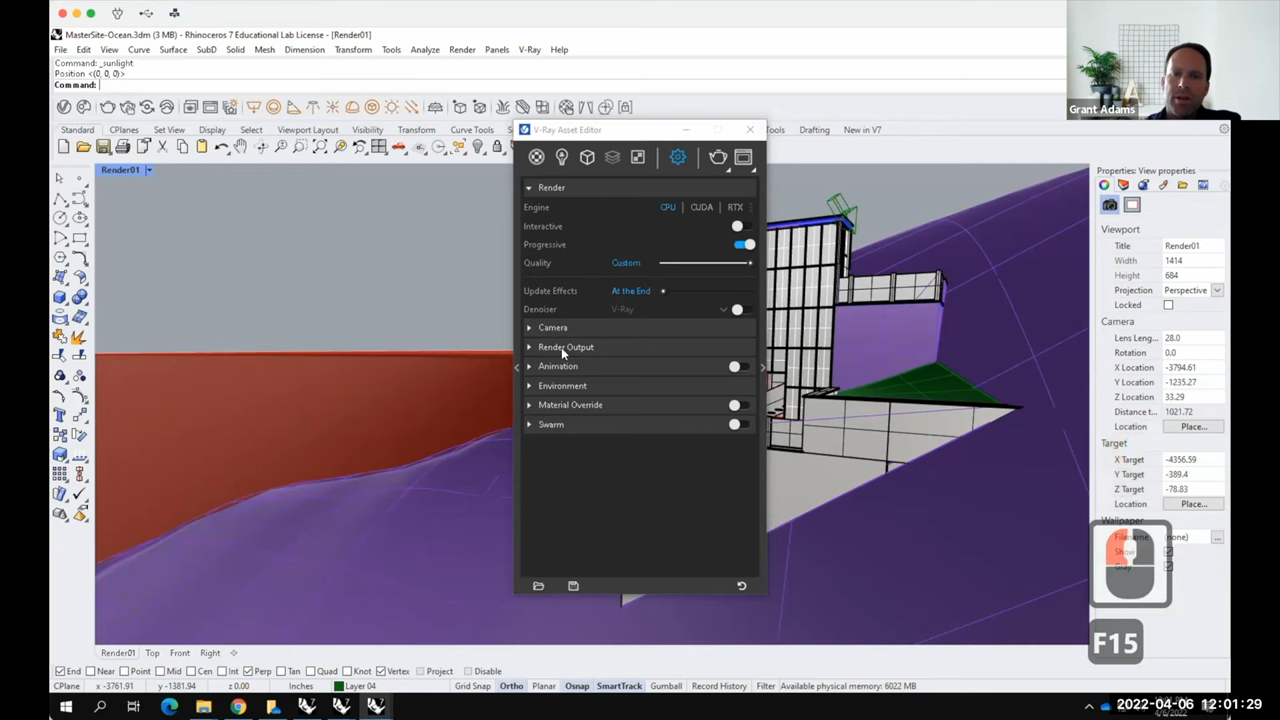 MasterSite-Ocean.3dm (3 MB) - Rhinoceros 7 Educational Lab License - [Render01]
File Edit View Curve Surface SubD Solid Mesh Dimension Transform Tools Analyze Render Panels V-Ray Help
Command: _sunlight
Position <(0, 0, 0)>
Command:
Grant Adams
Standard CPlanes Set View Display Select Viewport Layout Visibility Transform Curve Tools
Tools Drafting New in V7
V-Ray Asset Editor
Render01
Render
Engine CPU CUDA RTX
Interactive
Progressive
Quality Custom
Update Effects At the End
Denoiser V-Ray
Camera
Render Output
Animation
Environment
Material Override
Swarm
Properties: View properties
Viewport
Title Render01
Width 1414
Height 684
Projection Perspective
Locked
Camera
Lens Leng... 28.0
Rotation 0.0
X Location -3794.61
Y Location -1235.27
Z Location 33.29
Distance t... 1021.72
Location Place...
Target
X Target -4356.59
Y Target -389.4
Z Target -78.83
Location Place...
Wallpaper
(none) ...
F15
Render01 Top Front Right
End Near Point Mid Cen Int Perp Tan Quad Knot Vertex Project Disable
CPlane x -3761.91 y -1381.94 z 0.00 Inches Layer 04 Grid Snap Ortho Planar Osnap SmartTrack Gumball Record History Filter Available physical memory: 6022 MB
2022-04-06 12:01:29